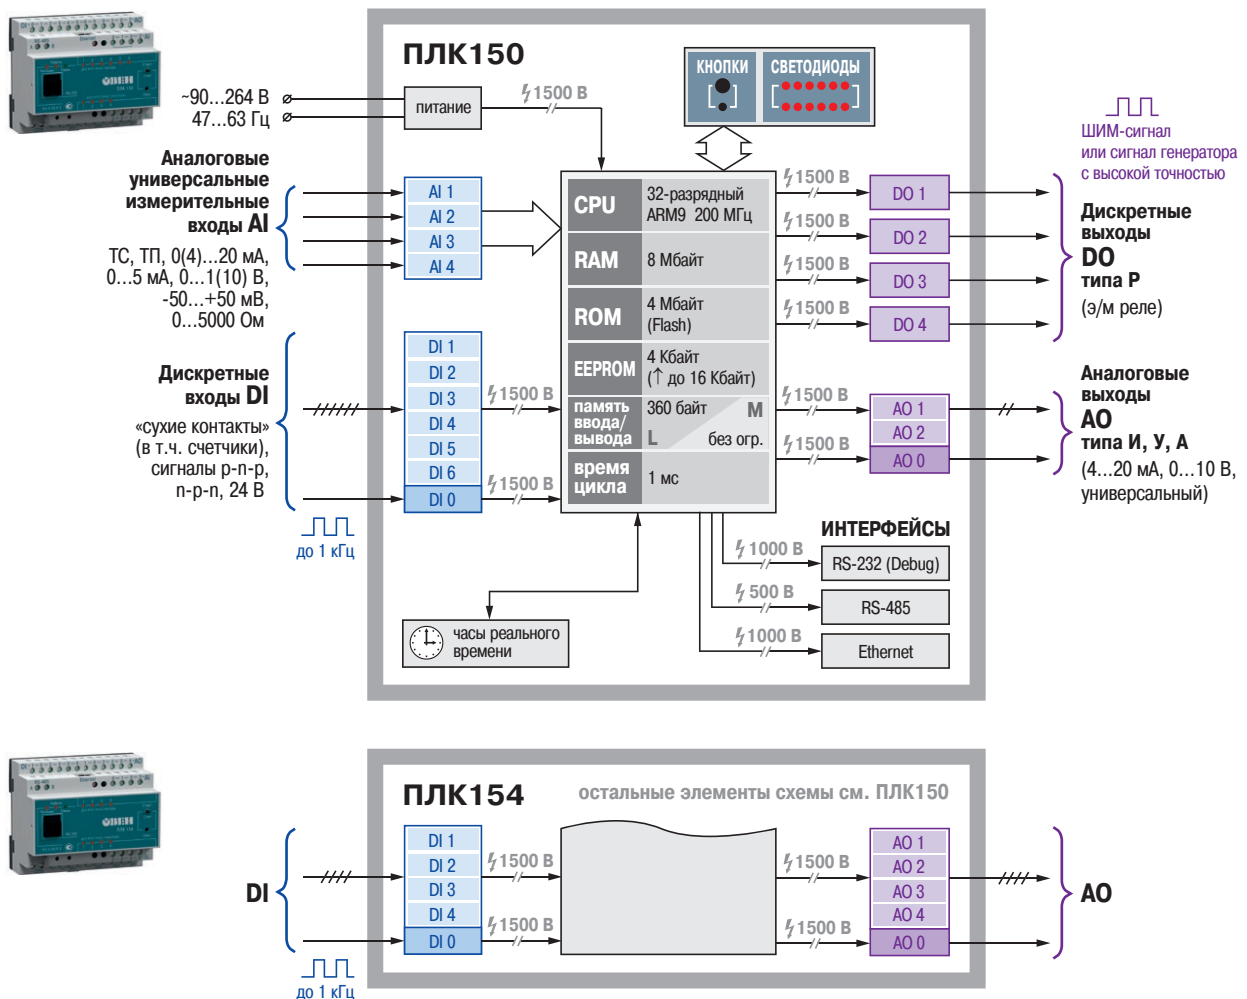 ПЛК150
КНОПКИ
СВЕТОДИОДЫ
~90...264 В
47...63 Гц
питание
1500 В
Аналоговые
универсальные
измерительные
входы AI
ТС, ТП, 0(4)...20 мА,
0...5 мА, 0...1(10) В,
-50...+50 мВ,
0...5000 Ом
AI 1
AI 2
AI 3
AI 4
Дискретные
входы DI
«сухие контакты»
(в т.ч. счетчики),
сигналы p-n-p,
n-p-n, 24 В
до 1 кГц
DI 1
DI 2
DI 3
DI 4
DI 5
DI 6
DI 0
1500 В
1500 В
CPU
32-разрядный
ARM9 200 МГц
RAM
8 Мбайт
ROM
4 Мбайт
(Flash)
EEPROM
4 Кбайт
(↑ до 16 Кбайт)
память
ввода/
вывода
360 байт
M
L
без огр.
время
цикла
1 мс
1500 В
1500 В
1500 В
1500 В
DO 1
DO 2
DO 3
DO 4
ШИМ-сигнал
или сигнал генератора
с высокой точностью
Дискретные
выходы
DO
типа Р
(э/м реле)
1500 В
1500 В
AO 1
AO 2
AO 0
Аналоговые
выходы
AO
типа И, У, А
(4...20 мА, 0...10 В,
универсальный)
ИНТЕРФЕЙСЫ
1000 В
RS-232 (Debug)
500 В
RS-485
1000 В
Ethernet
часы реального
времени
ПЛК154
остальные элементы схемы см. ПЛК150
DI
до 1 кГц
DI 1
DI 2
DI 3
DI 4
DI 0
1500 В
1500 В
1500 В
1500 В
AO 1
AO 2
AO 3
AO 4
AO 0
AO